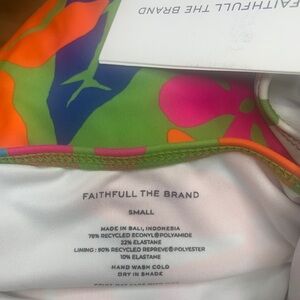 FAITHFULL THE BRAND
FAITHFULL THE BRAND
SMALL
MADE IN BALI, INDONESIA
78% RECYCLED ECONYL®POLYAMIDE
22% ELASTANE
LINING : 90% RECYCLED REPREVE®POLYESTER
10% ELASTANE
HAND WASH COLD
DRY IN SHADE